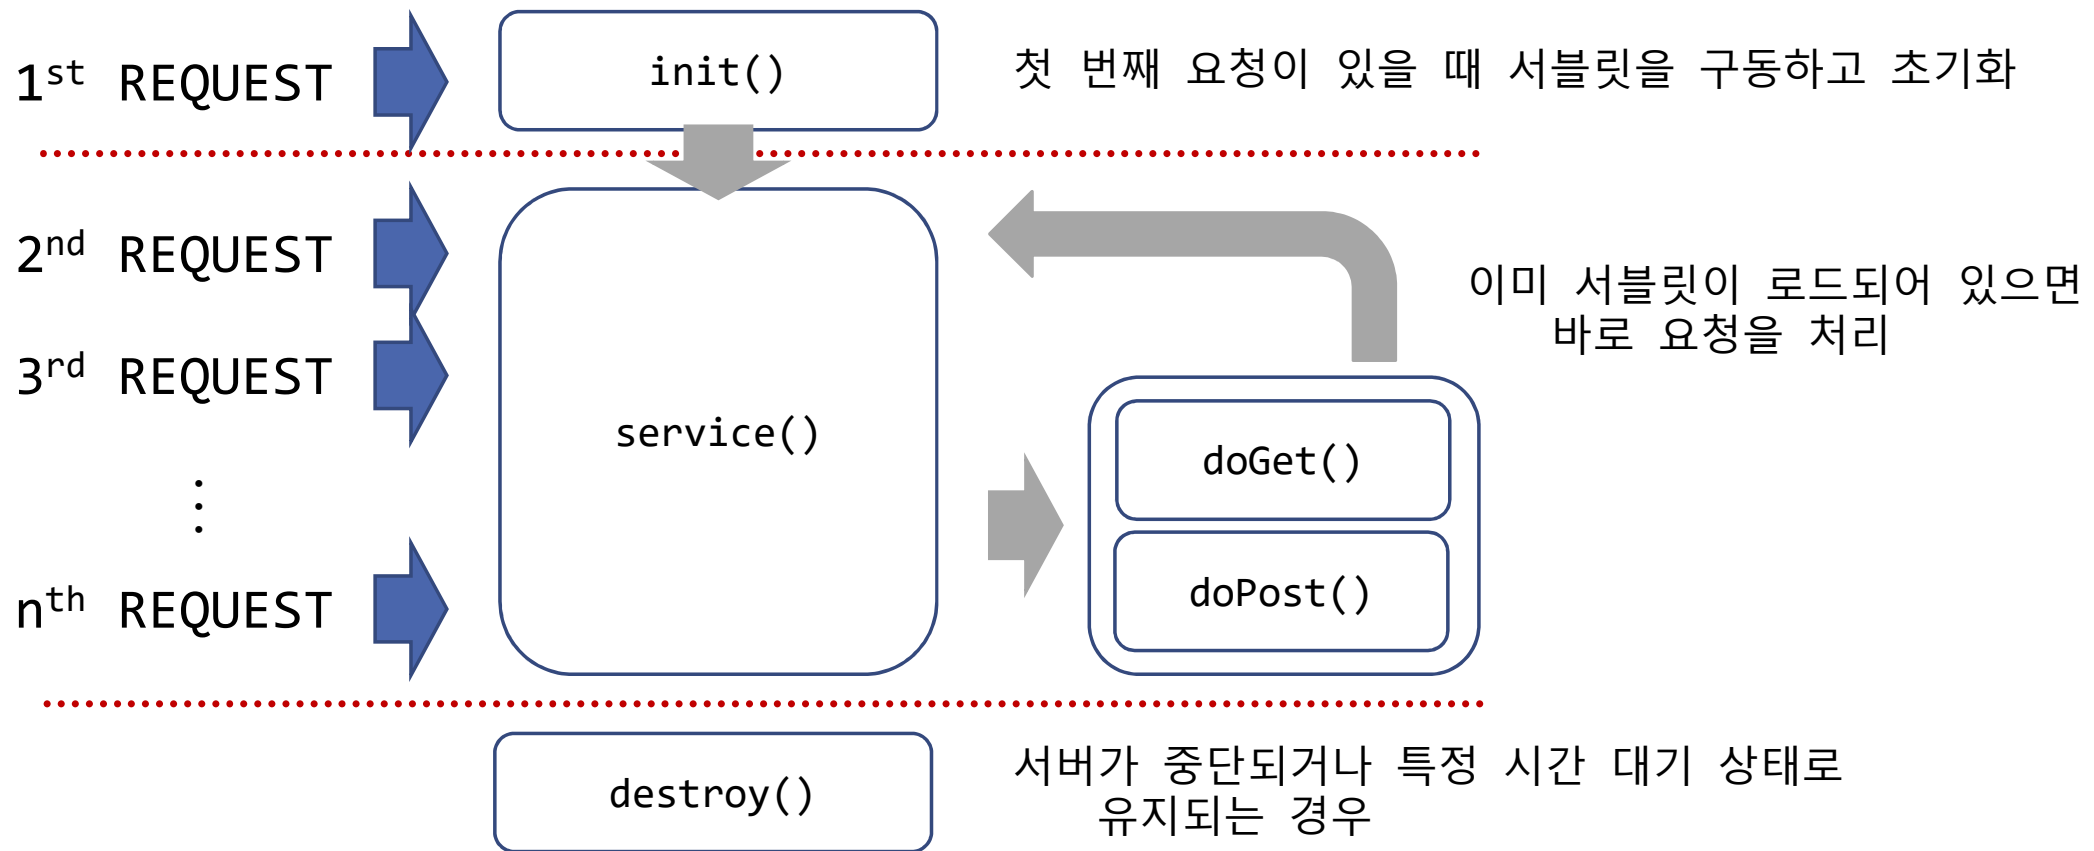 1st REQUEST
init()
첫 번째 요청이 있을 때 서블릿을 구동하고 초기화
2nd REQUEST
이미 서블릿이 로드되어 있으면
바로 요청을 처리
3rd REQUEST
service()
doGet()
⋮
doPost()
nth REQUEST
destroy()
서버가 중단되거나 특정 시간 대기 상태로
유지되는 경우